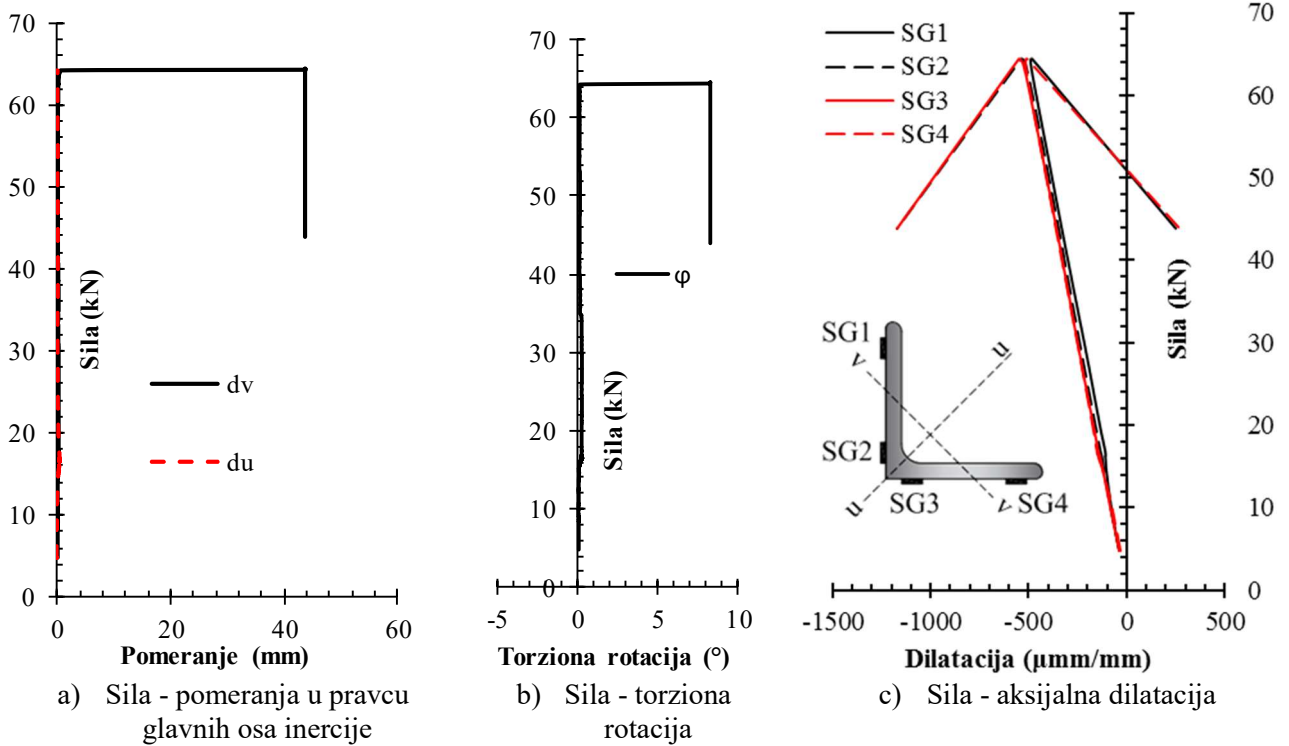 70
60
50
40
30
20
10
0
0 20 40 60
Sila (kN)
dv
du
Pomeranje (mm)
a) Sila - pomeranja u pravcu
glavnih osa inercije
70
60
50
40
30
20
10
0
-5 0 5 10
Sila (kN)
φ
Torziona rotacija (°)
b) Sila - torziona
rotacija
SG1
SG2
SG3
SG4
70
60
50
40
30
20
10
0
-1500 -1000 -500 0 500
Sila (kN)
SG1
v
u
SG2
u
SG3
v
SG4
Dilatacija (μmm/mm)
c) Sila - aksijalna dilatacija